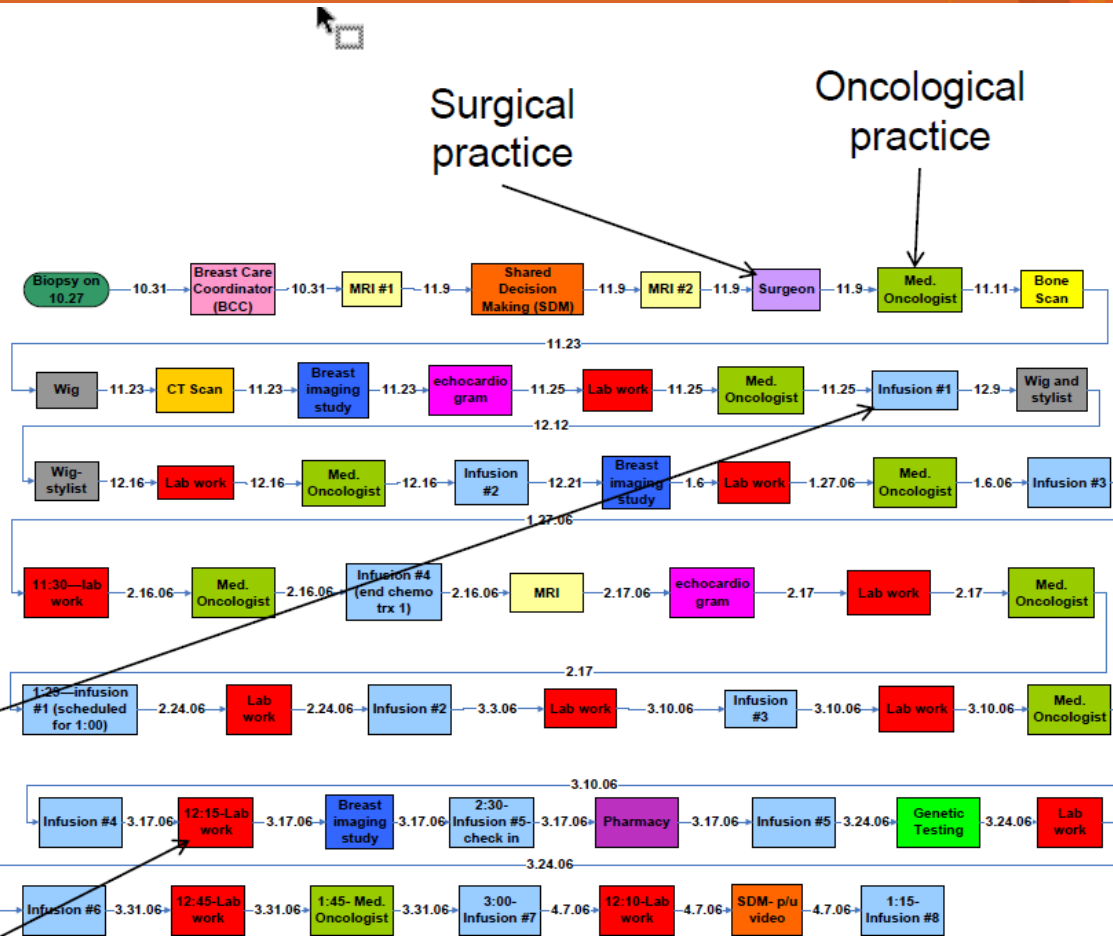 Surgical
practice
Oncological
practice
Biopsy on
10.27
10.31
Breast Care
Coordinator
(BCC)
10.31
MRI #1
11.9
Shared
Decision
Making (SDM)
11.9
MRI #2
11.9
Surgeon
11.9
Med.
Oncologist
11.11
Bone
Scan
11.23
Wig
11.23
CT Scan
11.23
Breast
imaging
study
11.23
echocardio
gram
11.25
Lab work
11.25
Med.
Oncologist
11.25
Infusion #1
12.9
Wig and
stylist
12.12
Wig-
stylist
12.16
Lab work
12.16
Med.
Oncologist
12.16
Infusion
#2
12.21
Breast
imaging
study
1.6
Lab work
1.27.06
Med.
Oncologist
1.6.06
Infusion #3
1.27.06
11:30—lab
work
2.16.06
Med.
Oncologist
2.16.06
Infusion #4
(end chemo
trx 1)
2.16.06
MRI
2.17.06
echocardio
gram
2.17
Lab work
2.17
Med.
Oncologist
2.17
1:25—infusion
#1 (scheduled
for 1:00)
2.24.06
Lab
work
2.24.06
Infusion #2
3.3.06
Lab work
3.10.06
Infusion
#3
3.10.06
Lab work
3.10.06
Med.
Oncologist
3.10.06
Infusion #4
3.17.06
12:15-Lab
work
3.17.06
Breast
imaging
study
3.17.06
2:30-
Infusion #5-
check in
3.17.06
Pharmacy
3.17.06
Infusion #5
3.24.06
Genetic
Testing
3.24.06
Lab
work
3.24.06
Infusion #6
3.31.06
12:45-Lab
work
3.31.06
1:45- Med.
Oncologist
3.31.06
3:00-
Infusion #7
4.7.06
12:10-Lab
work
4.7.06
SDM- p/u
video
4.7.06
1:15-
Infusion #8